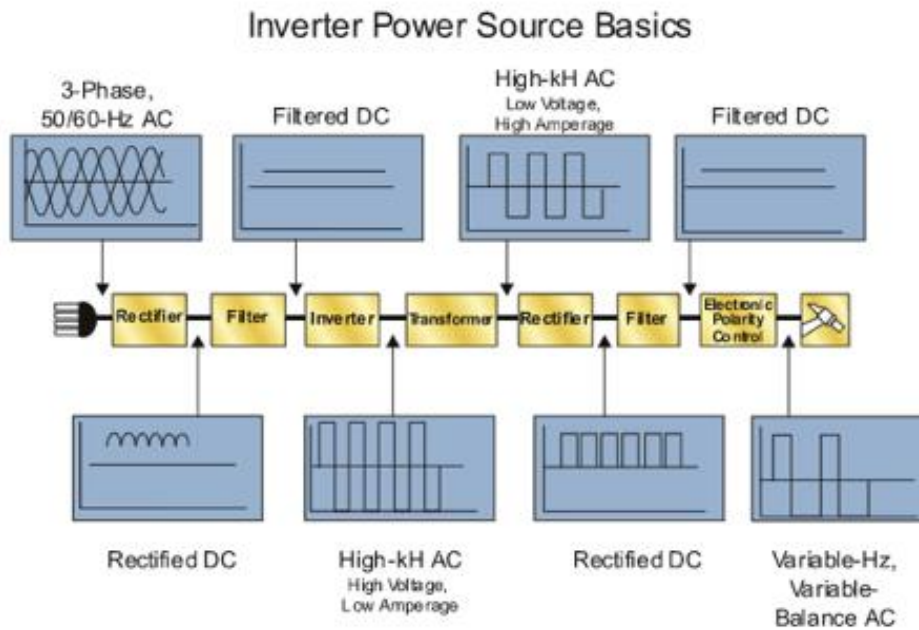 Inverter Power Source Basics
3-Phase,
50/60-Hz AC
Filtered DC
High-kH AC
Low Voltage,
High Amperage
Filtered DC
Rectifier
Filter
Inverter
Transformer
Rectifier
Filter
Electronic
Polarity
Control
Rectified DC
High-kH AC
High Voltage,
Low Amperage
Rectified DC
Variable-Hz,
Variable-
Balance AC